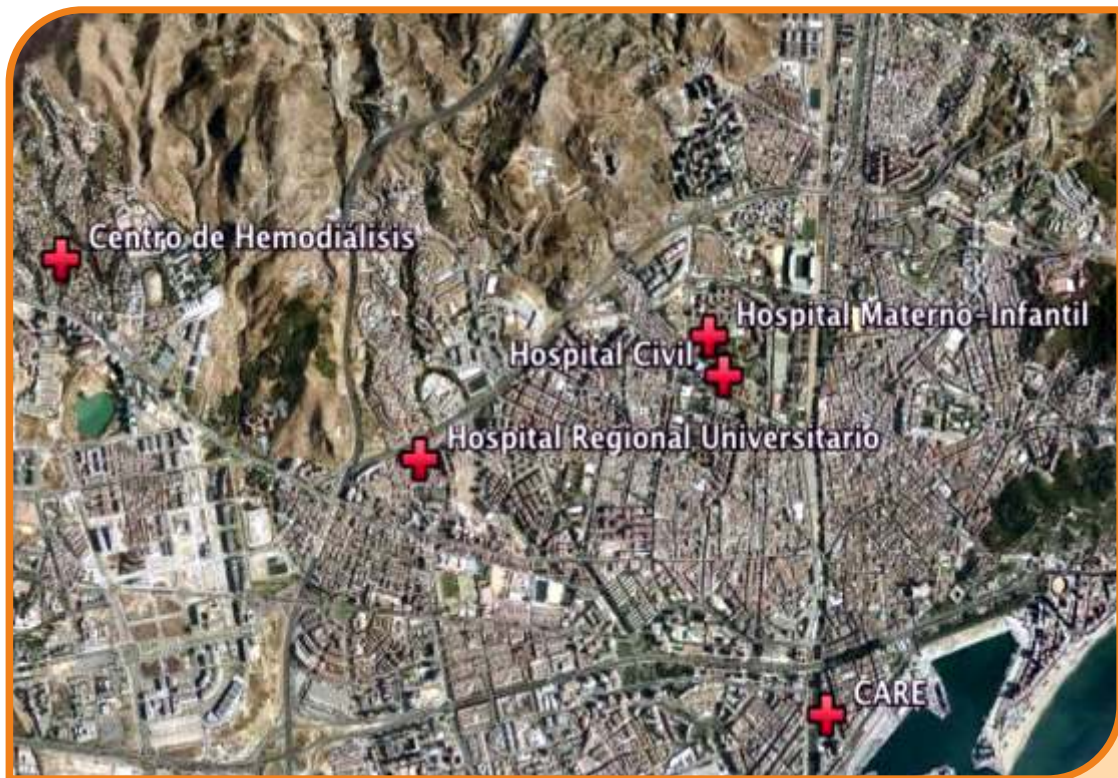 Centro de Hemodialisis
Hospital Materno-Infantil
Hospital Civil
Hospital Regional Universitario
CARE